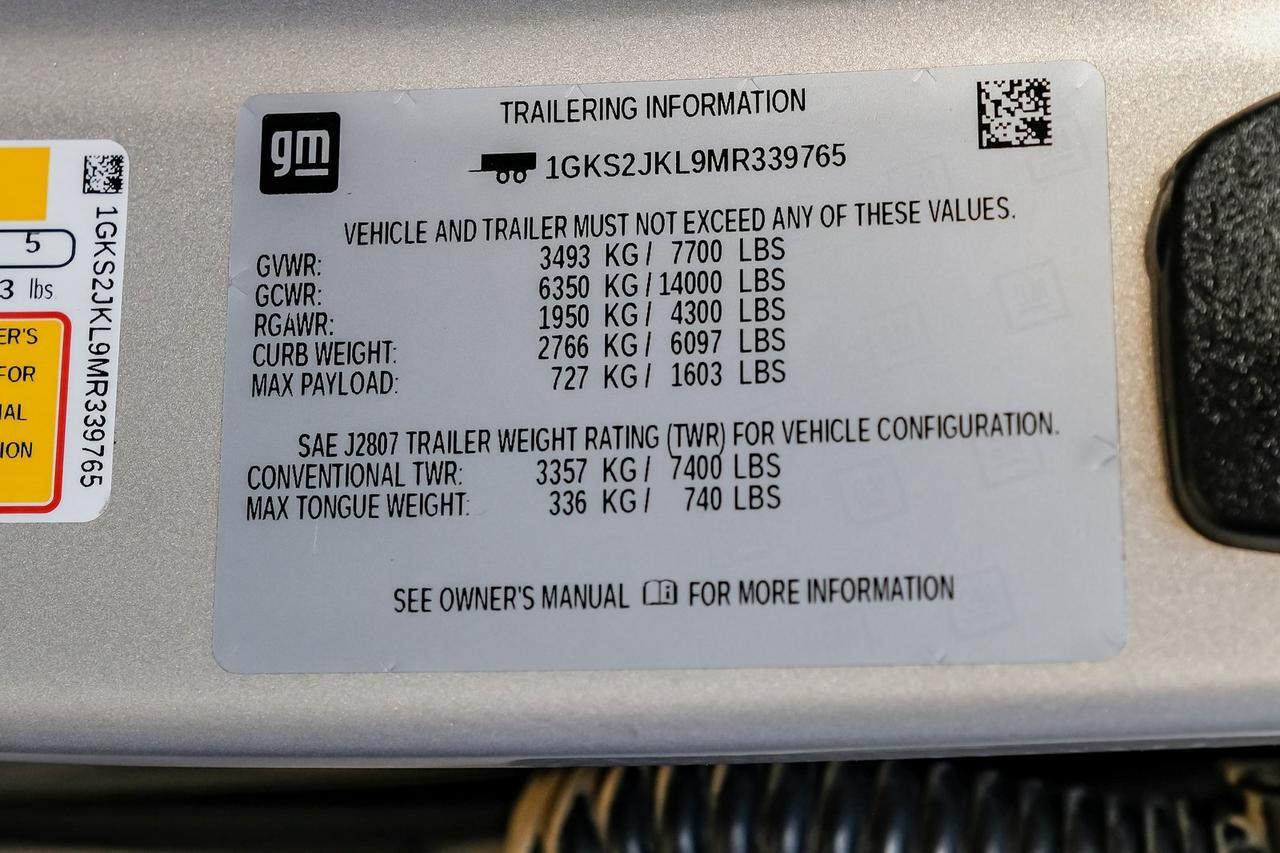 gm
TRAILERING INFORMATION
1GKS2JKL9MR339765
VEHICLE AND TRAILER MUST NOT EXCEED ANY OF THESE VALUES.
GVWR: 3493 KG / 7700 LBS
GCWR: 6350 KG / 14000 LBS
RGAWR: 1950 KG / 4300 LBS
CURB WEIGHT: 2766 KG / 6097 LBS
MAX PAYLOAD: 727 KG / 1603 LBS
SAE J2807 TRAILER WEIGHT RATING (TWR) FOR VEHICLE CONFIGURATION.
CONVENTIONAL TWR: 3357 KG / 7400 LBS
MAX TONGUE WEIGHT: 336 KG / 740 LBS
SEE OWNER'S MANUAL FOR MORE INFORMATION
5
3 lbs
ER'S
FOR
IAL
ION
1GKS2JKL9MR339765